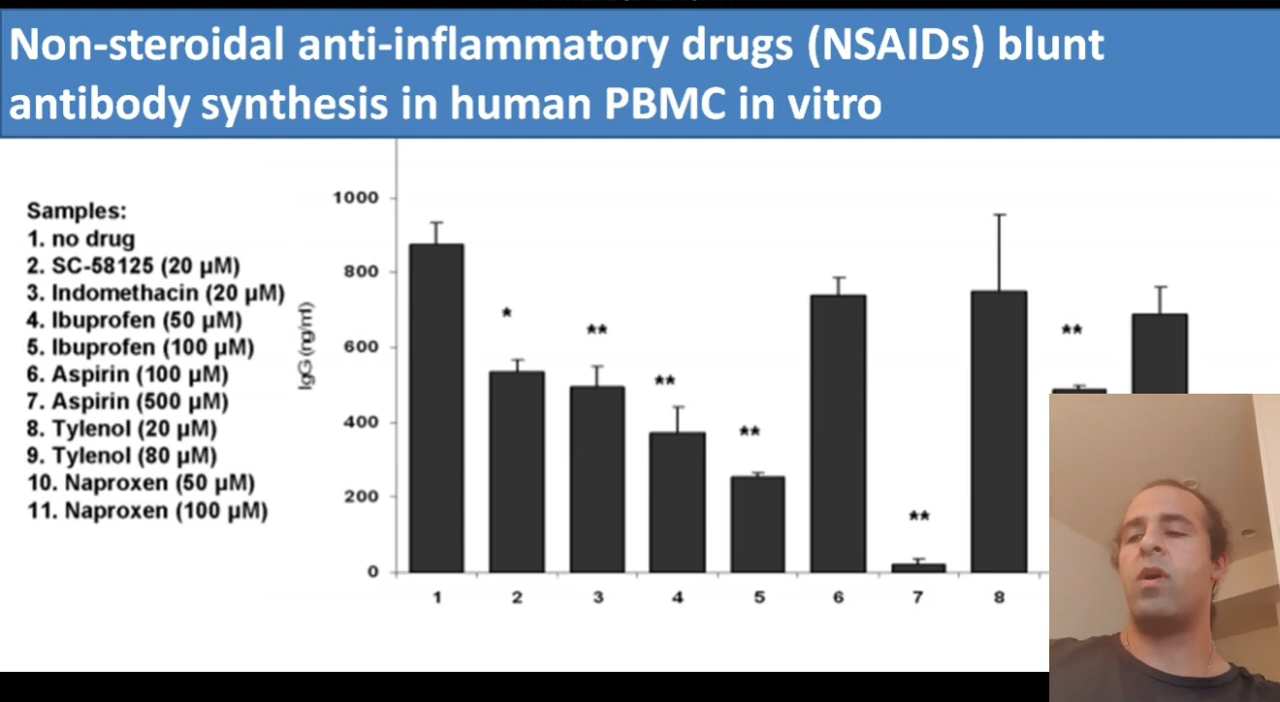 Non-steroidal anti-inflammatory drugs (NSAIDs) blunt
antibody synthesis in human PBMC in vitro
Samples:
1. no drug
2. SC-58125 (20 µM)
3. Indomethacin (20 µM)
4. Ibuprofen (50 µM)
5. Ibuprofen (100 µM)
6. Aspirin (100 µM)
7. Aspirin (500 µM)
8. Tylenol (20 µM)
9. Tylenol (80 µM)
10. Naproxen (50 µM)
11. Naproxen (100 µM)
IgG (ng/ml)
1000
800
600
400
200
0
*
**
**
**
**
**
1 2 3 4 5 6 7 8